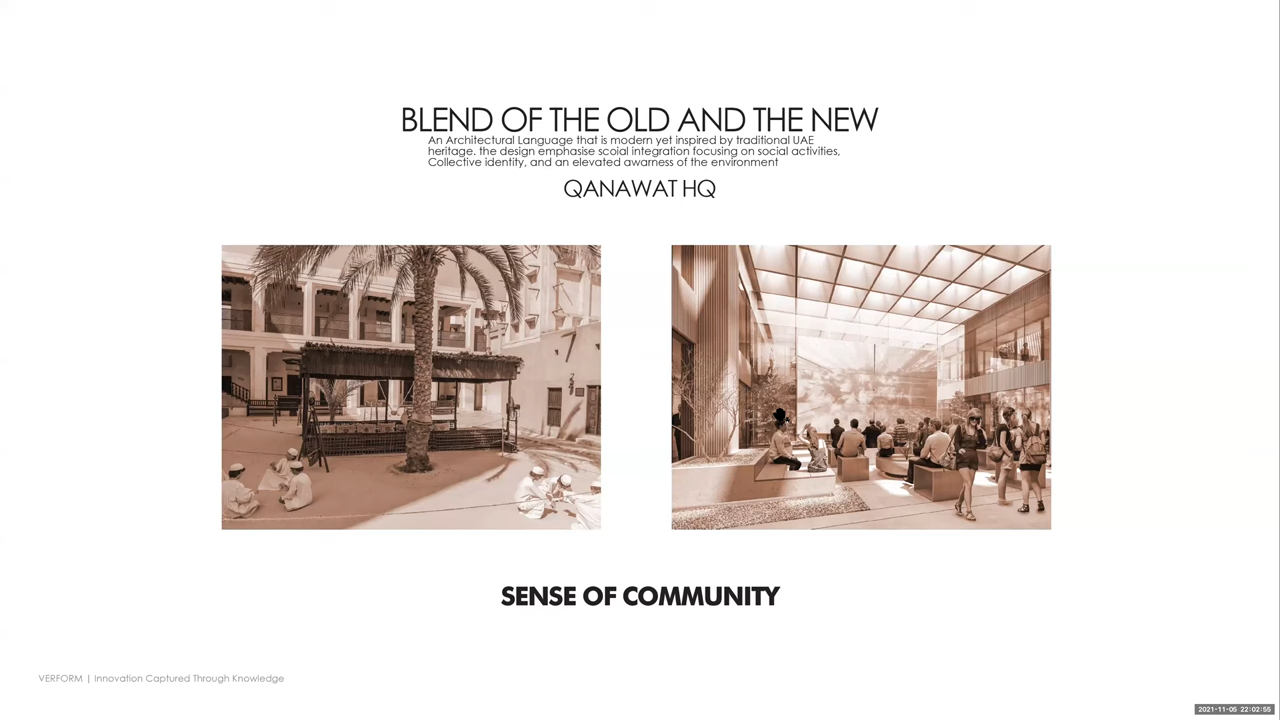 BLEND OF THE OLD AND THE NEW
An Architectural Language that is modern yet inspired by traditional UAE
heritage. the design emphasise scoial integration focusing on social activities,
Collective identity, and an elevated awarness of the environment
QANAWAT HQ
SENSE OF COMMUNITY
VERFORM | Innovation Captured Through Knowledge
2021-11-05 22:02:55